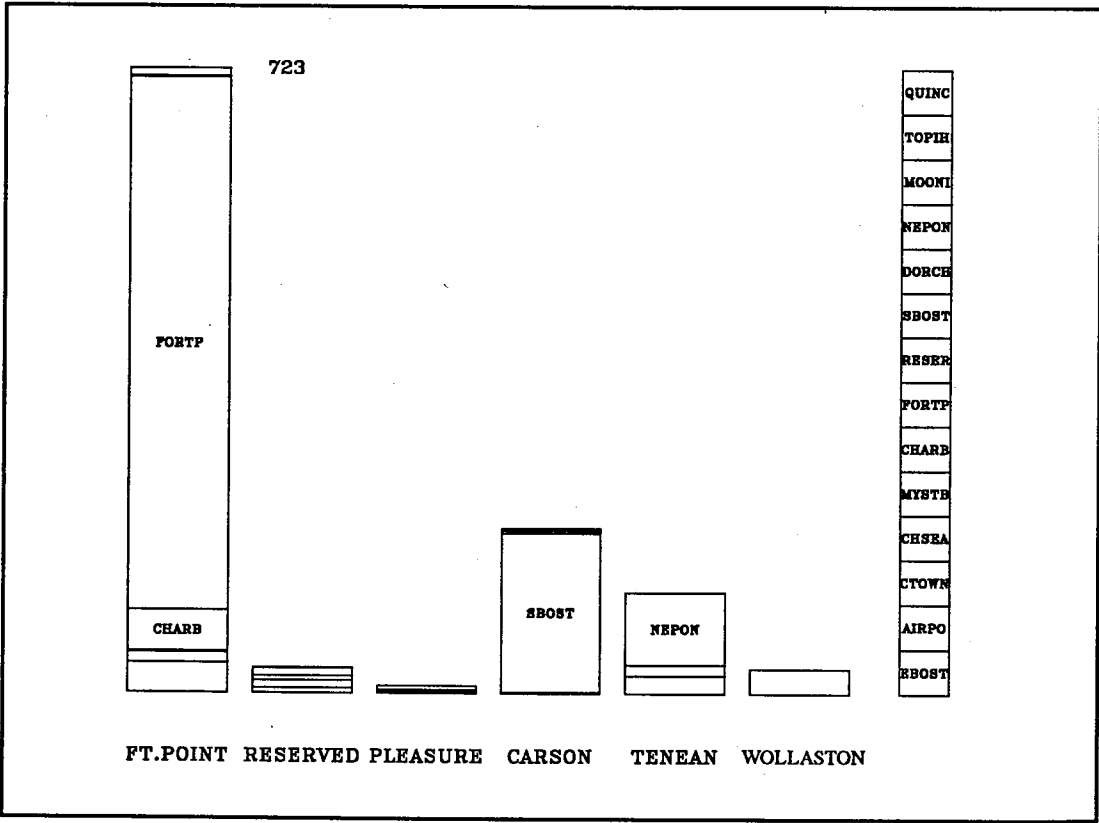 723
QUINC
TOPIH
MOONI
NEPON
DORCH
SBOST
RESER
FORTP
CHARB
MYSTB
CHSEA
CTOWN
AIRPO
EBOST
FORTP
CHARB
SBOST
NEPON
FT.POINT RESERVED PLEASURE CARSON TENEAN WOLLASTON